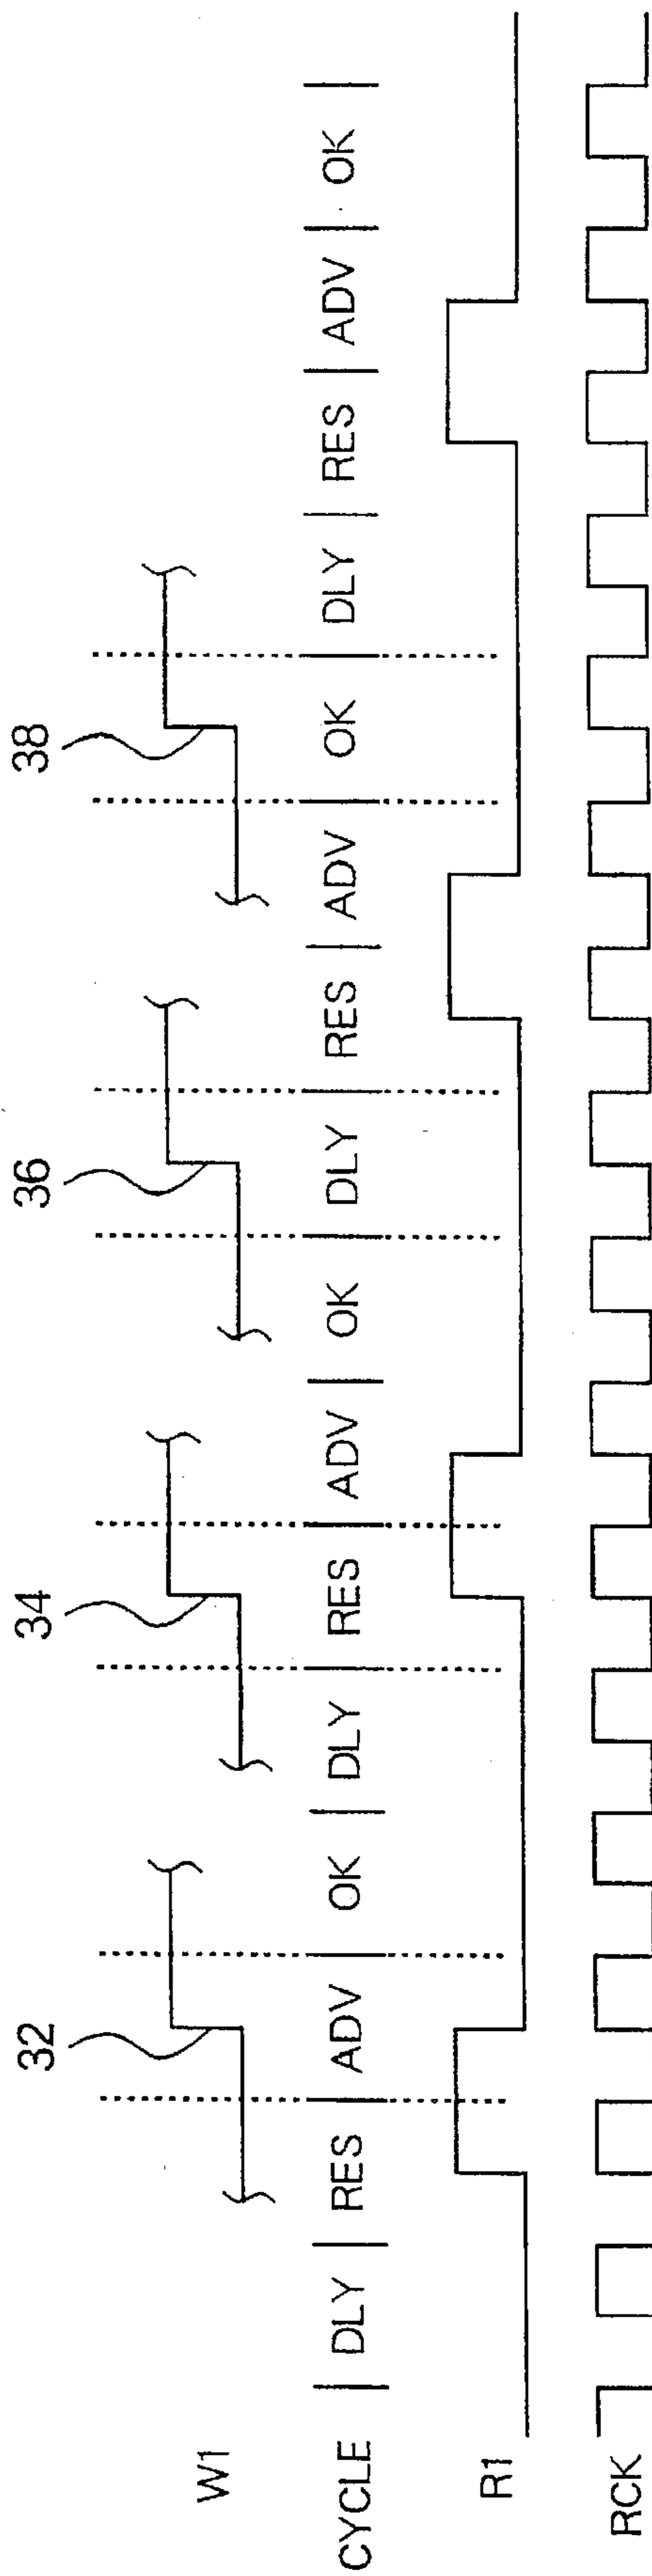 32 34 36 38
W1
CYCLE | DLY | RES | ADV | OK | DLY | RES | ADV | OK | DLY | RES | ADV | OK | DLY | RES | ADV | OK |
R1
RCK